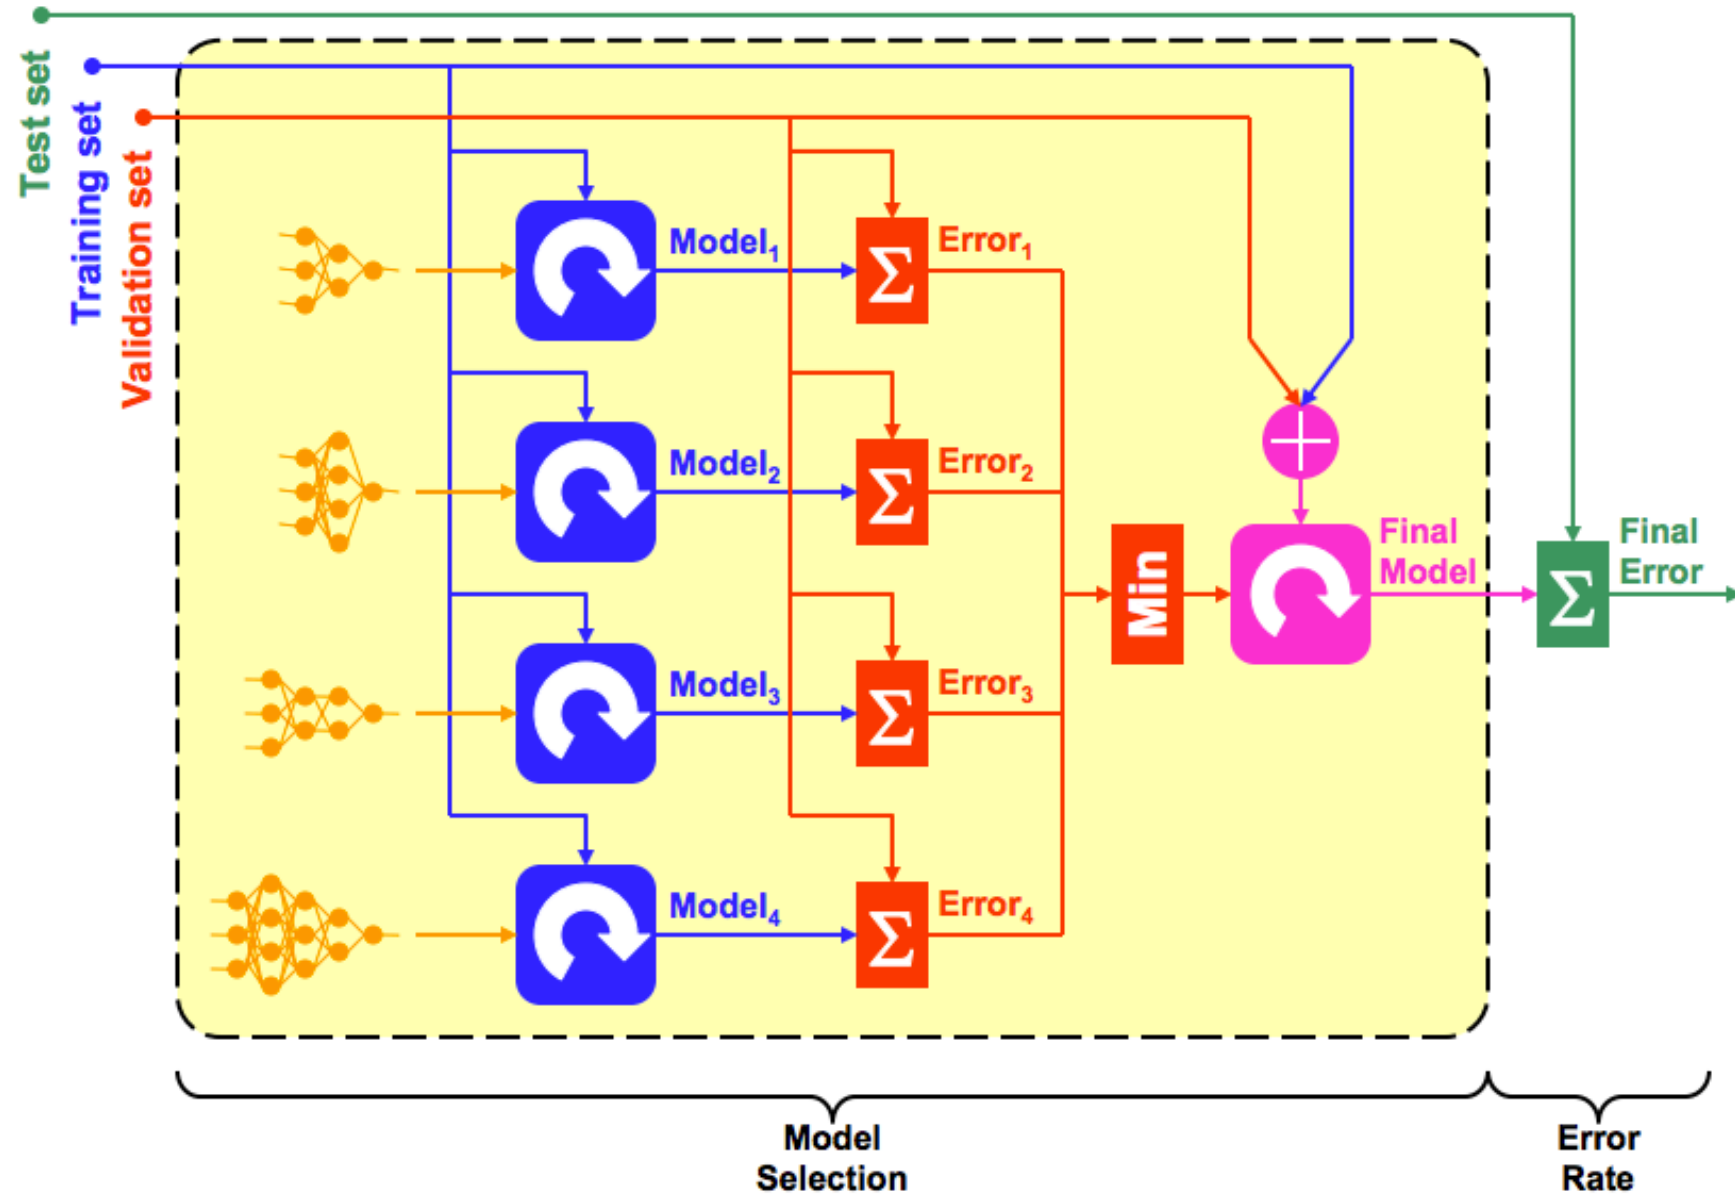 Test set
Training set
Validation set
Model1
Σ
Error1
Model2
Σ
Error2
Model3
Σ
Error3
Model4
Σ
Error4
Min
Final
Model
Σ
Final
Error
Model
Selection
Error
Rate